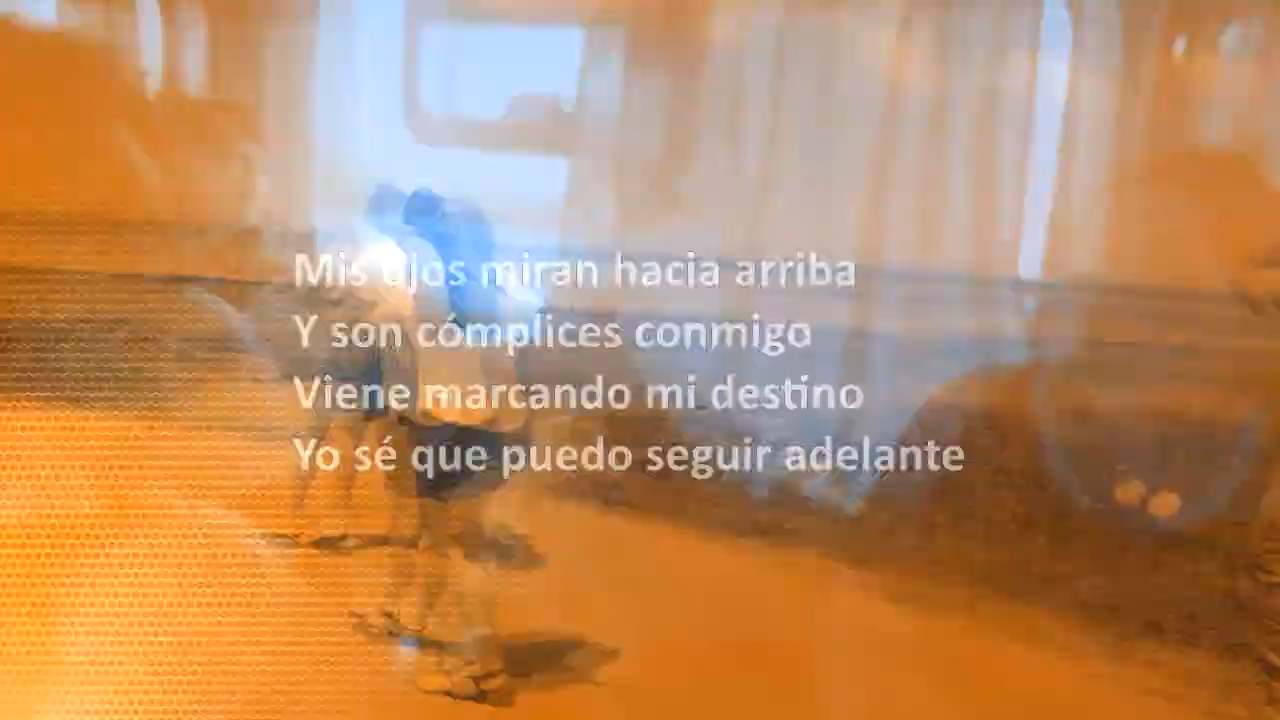 Mis ojos miran hacia arriba
Y son cómplices conmigo
Viene marcando mi destino
Yo sé que puedo seguir adelante